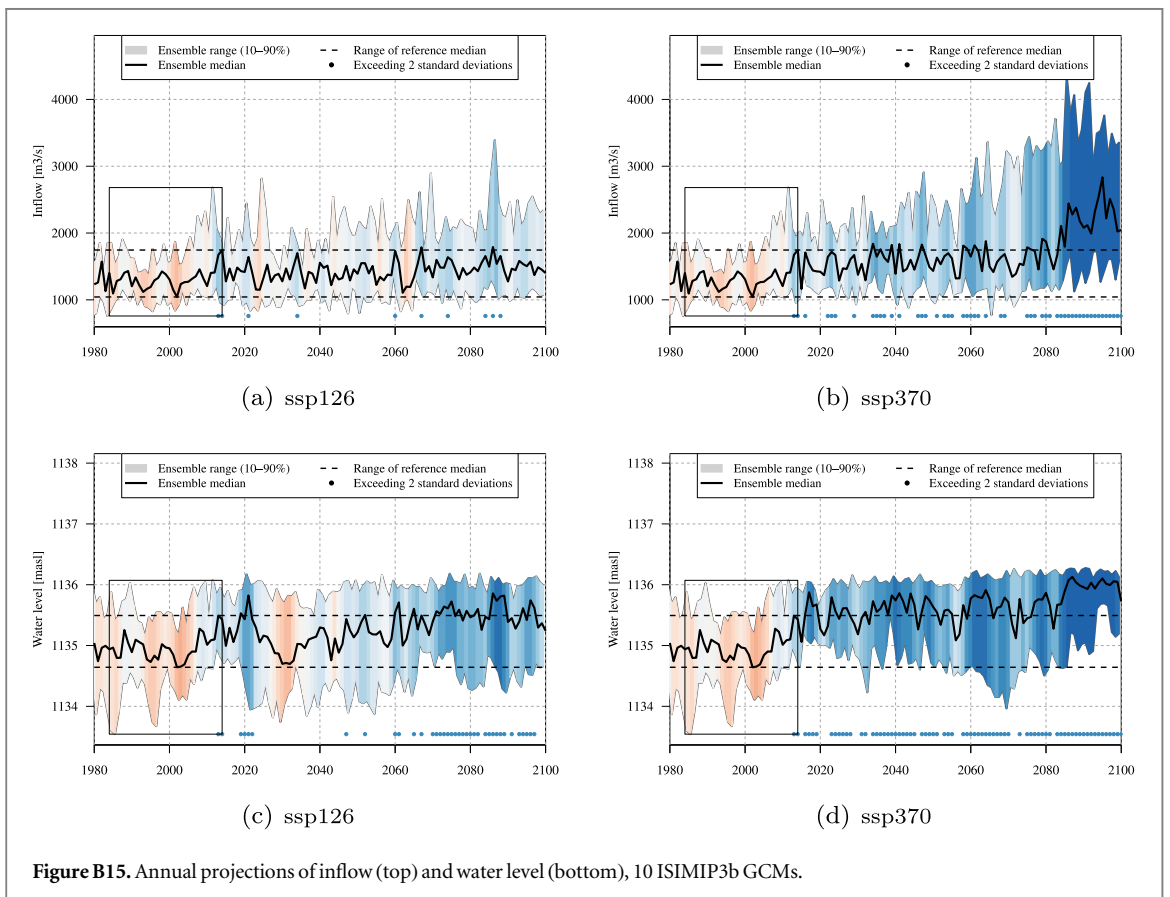 Ensemble range (10–90%)
Ensemble median
Range of reference median
Exceeding 2 standard deviations
Inflow [m3/s]
4000
3000
2000
1000
1980 2000 2020 2040 2060 2080 2100
(a) ssp126
Ensemble range (10–90%)
Ensemble median
Range of reference median
Exceeding 2 standard deviations
Inflow [m3/s]
4000
3000
2000
1000
1980 2000 2020 2040 2060 2080 2100
(b) ssp370
Ensemble range (10–90%)
Ensemble median
Range of reference median
Exceeding 2 standard deviations
Water level [masl]
1138
1137
1136
1135
1134
1980 2000 2020 2040 2060 2080 2100
(c) ssp126
Ensemble range (10–90%)
Ensemble median
Range of reference median
Exceeding 2 standard deviations
Water level [masl]
1138
1137
1136
1135
1134
1980 2000 2020 2040 2060 2080 2100
(d) ssp370
Figure B15. Annual projections of inflow (top) and water level (bottom), 10 ISIMIP3b GCMs.